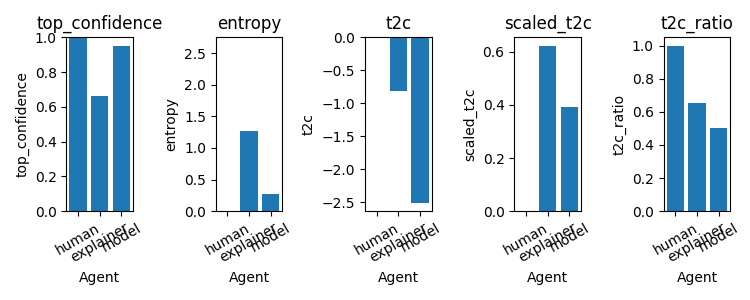 top_confidence
top_confidence
1.0
0.8
0.6
0.4
0.2
0.0
human
explainer
model
Agent
entropy
entropy
2.5
2.0
1.5
1.0
0.5
0.0
human
explainer
model
Agent
t2c
t2c
0.0
−0.5
−1.0
−1.5
−2.0
−2.5
human
explainer
model
Agent
scaled_t2c
scaled_t2c
0.6
0.4
0.2
0.0
human
explainer
model
Agent
t2c_ratio
t2c_ratio
1.0
0.8
0.6
0.4
0.2
0.0
human
explainer
model
Agent